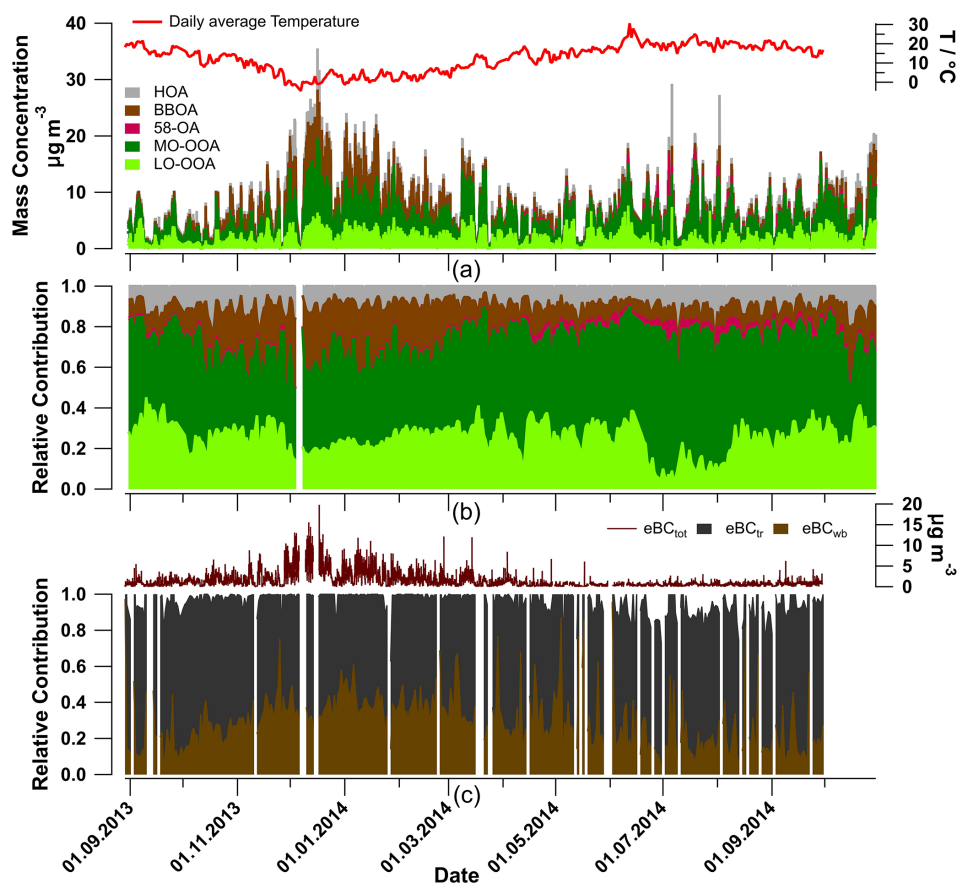 Daily average Temperature
40
30
20
10
0
Mass Concentration
µg m-3
30
20
10
0
T / °C
HOA
BBOA
58-OA
MO-OOA
LO-OOA
(a)
1.0
0.8
0.6
0.4
0.2
0.0
Relative Contribution
(b)
eBCtot
eBCtr
eBCwb
20
15
10
5
0
µg m-3
1.0
0.8
0.6
0.4
0.2
0.0
Relative Contribution
(c)
01.09.2013
01.11.2013
01.01.2014
01.03.2014
01.05.2014
01.07.2014
01.09.2014
Date